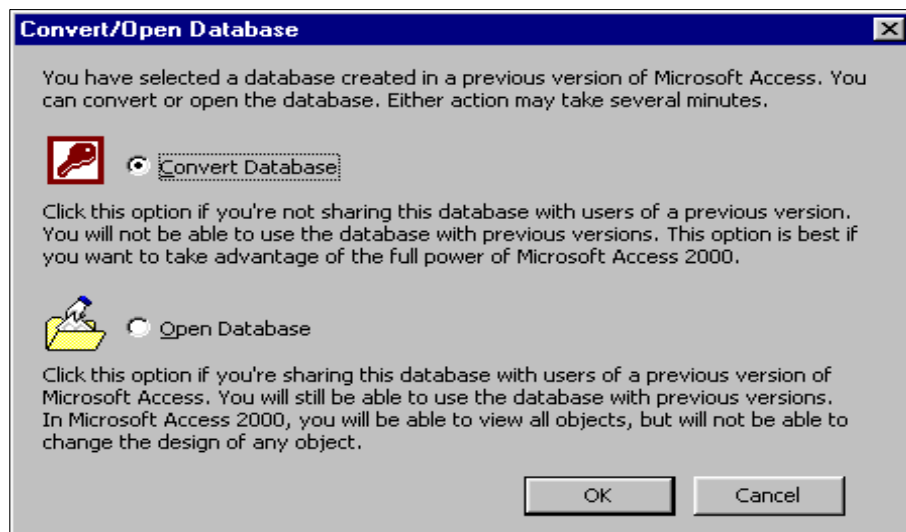 Convert/Open Database
You have selected a database created in a previous version of Microsoft Access. You
can convert or open the database. Either action may take several minutes.
Convert Database
Click this option if you're not sharing this database with users of a previous version.
You will not be able to use the database with previous versions. This option is best if
you want to take advantage of the full power of Microsoft Access 2000.
Open Database
Click this option if you're sharing this database with users of a previous version of
Microsoft Access. You will still be able to use the database with previous versions.
In Microsoft Access 2000, you will be able to view all objects, but will not be able to
change the design of any object.
OK Cancel